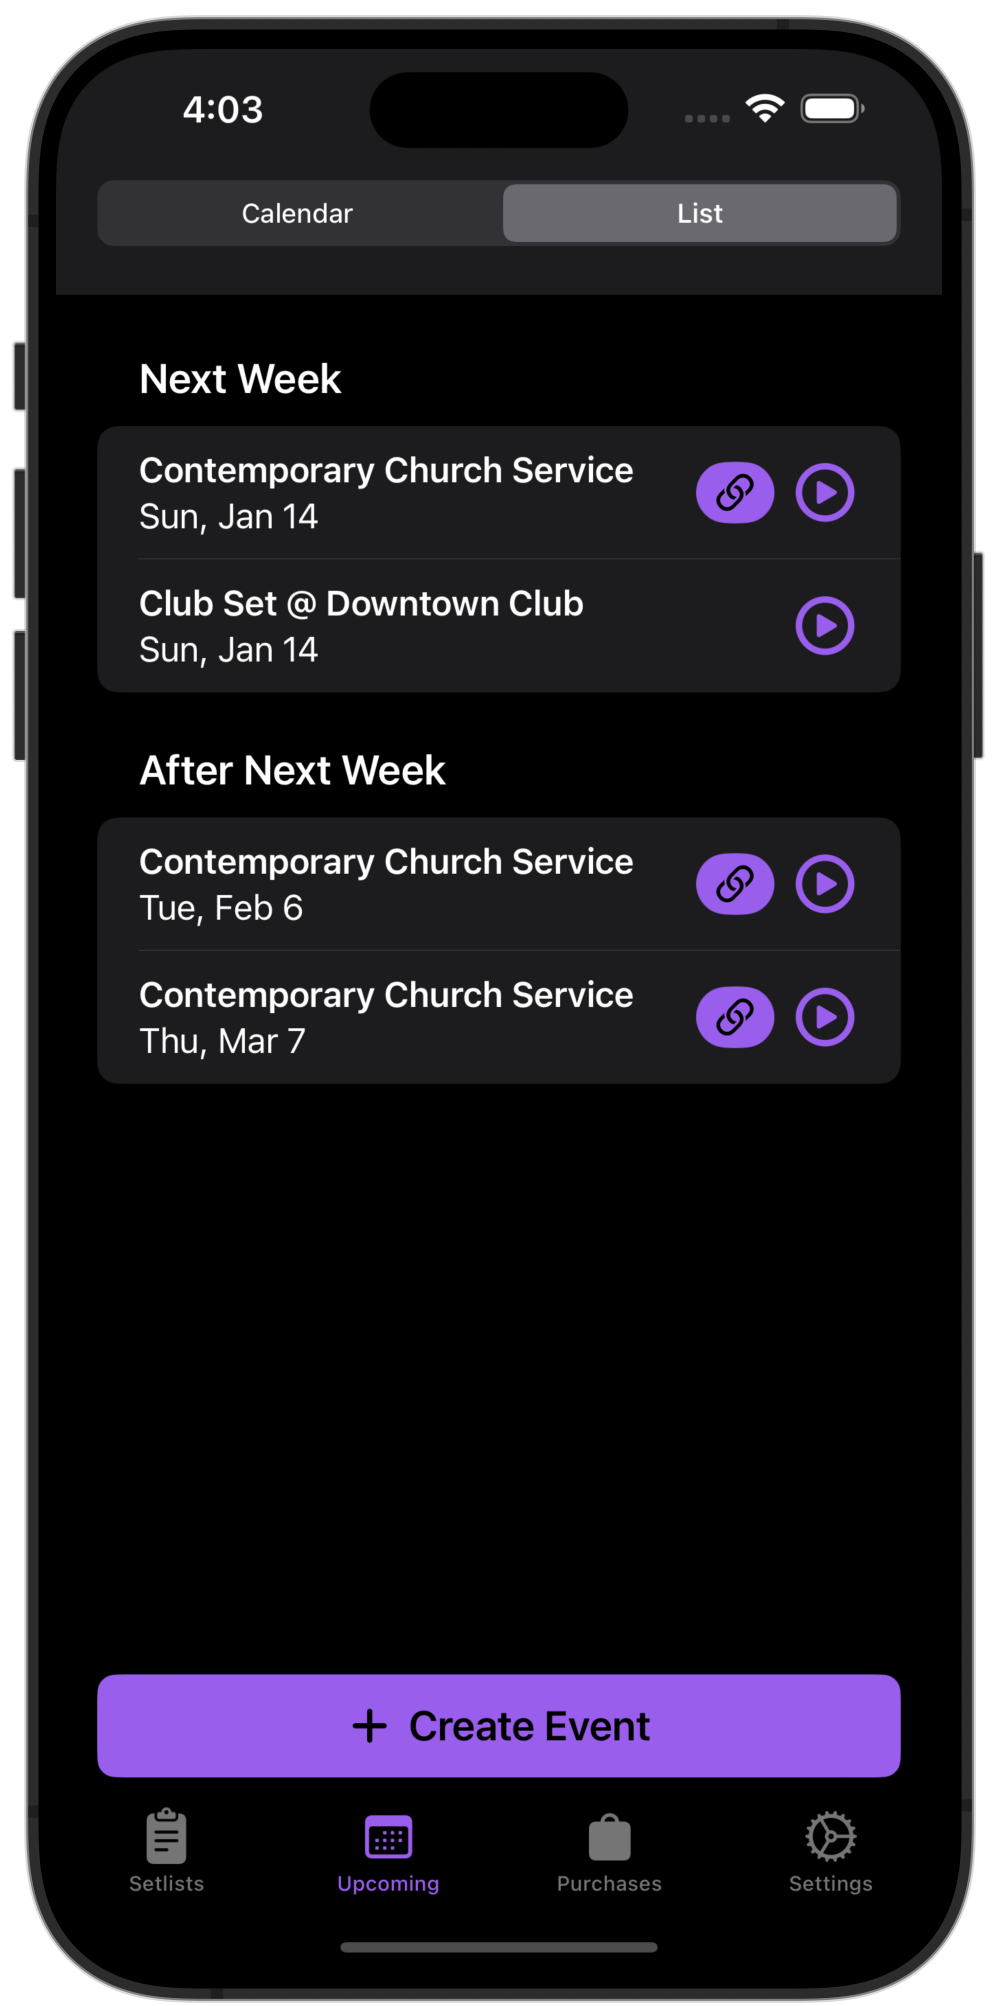 4:03
Calendar
List
Next Week
Contemporary Church Service
Sun, Jan 14
Club Set @ Downtown Club
Sun, Jan 14
After Next Week
Contemporary Church Service
Tue, Feb 6
Contemporary Church Service
Thu, Mar 7
+ Create Event
Setlists
Upcoming
Purchases
Settings